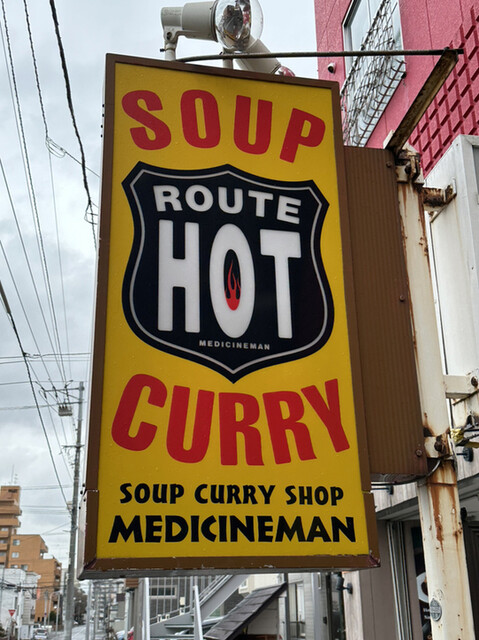 SOUP
ROUTE
HOT
MEDICINEMAN
CURRY
SOUP CURRY SHOP
MEDICINEMAN